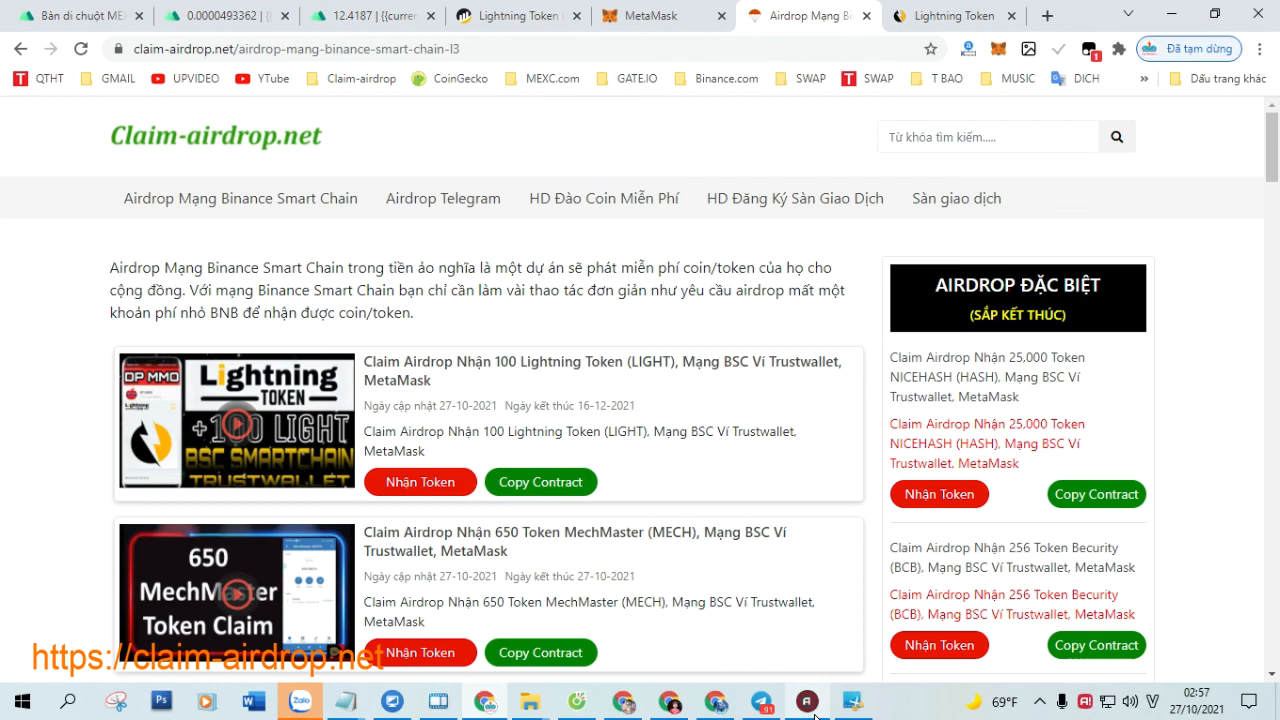 Bản di chuột MET
0.0000493362 {|
12.4187 {{curren
Lightning Token
MetaMask
Airdrop Mạng B
Lightning Token
claim-airdrop.net/airdrop-mang-binance-smart-chain-l3
1
Đã tạm dừng
T QTHT
GMAIL
UPVIDEO
YTube
Claim-airdrop
CoinGecko
MEXC.com
GATE.IO
Binance.com
SWAP
T SWAP
T BAO
MUSIC
DICH
»
Dấu trang khác
Claim-airdrop.net
Từ khóa tìm kiếm.....
Airdrop Mạng Binance Smart Chain
Airdrop Telegram
HD Đào Coin Miễn Phí
HD Đăng Ký Sàn Giao Dịch
Sàn giao dịch
Airdrop Mạng Binance Smart Chain trong tiền ảo nghĩa là một dự án sẽ phát miễn phí coin/token của họ cho
cộng đồng. Với mạng Binance Smart Chain bạn chỉ cần làm vài thao tác đơn giản như yêu cầu airdrop mất một
khoản phí nhỏ BNB để nhận được coin/token.
OP MMO
Lightning
Lightning
TOKEN
+100 LIGHT
BSC SMARTCHAIN
TRUSTWALLET
Claim Airdrop Nhận 100 Lightning Token (LIGHT), Mạng BSC Ví Trustwallet,
MetaMask
Ngày cập nhật 27-10-2021 Ngày kết thúc 16-12-2021
Claim Airdrop Nhận 100 Lightning Token (LIGHT), Mạng BSC Ví Trustwallet,
MetaMask
Nhận Token
Copy Contract
650
MechMaster
Token Claim
Claim Airdrop Nhận 650 Token MechMaster (MECH), Mạng BSC Ví
Trustwallet, MetaMask
Ngày cập nhật 27-10-2021 Ngày kết thúc 27-10-2021
Claim Airdrop Nhận 650 Token MechMaster (MECH), Mạng BSC Ví Trustwallet,
MetaMask
Nhận Token
Copy Contract
AIRDROP ĐẶC BIỆT
(SẮP KẾT THÚC)
Claim Airdrop Nhận 25,000 Token
NICEHASH (HASH), Mạng BSC Ví
Trustwallet, MetaMask
Claim Airdrop Nhận 25,000 Token
NICEHASH (HASH), Mạng BSC Ví
Trustwallet, MetaMask
Nhận Token
Copy Contract
Claim Airdrop Nhận 256 Token Becurity
(BCB), Mạng BSC Ví Trustwallet, MetaMask
Claim Airdrop Nhận 256 Token Becurity
(BCB), Mạng BSC Ví Trustwallet, MetaMask
Nhận Token
Copy Contract
https://claim-airdrop.net
Ps
Zalo
91
69°F
02:57
27/10/2021